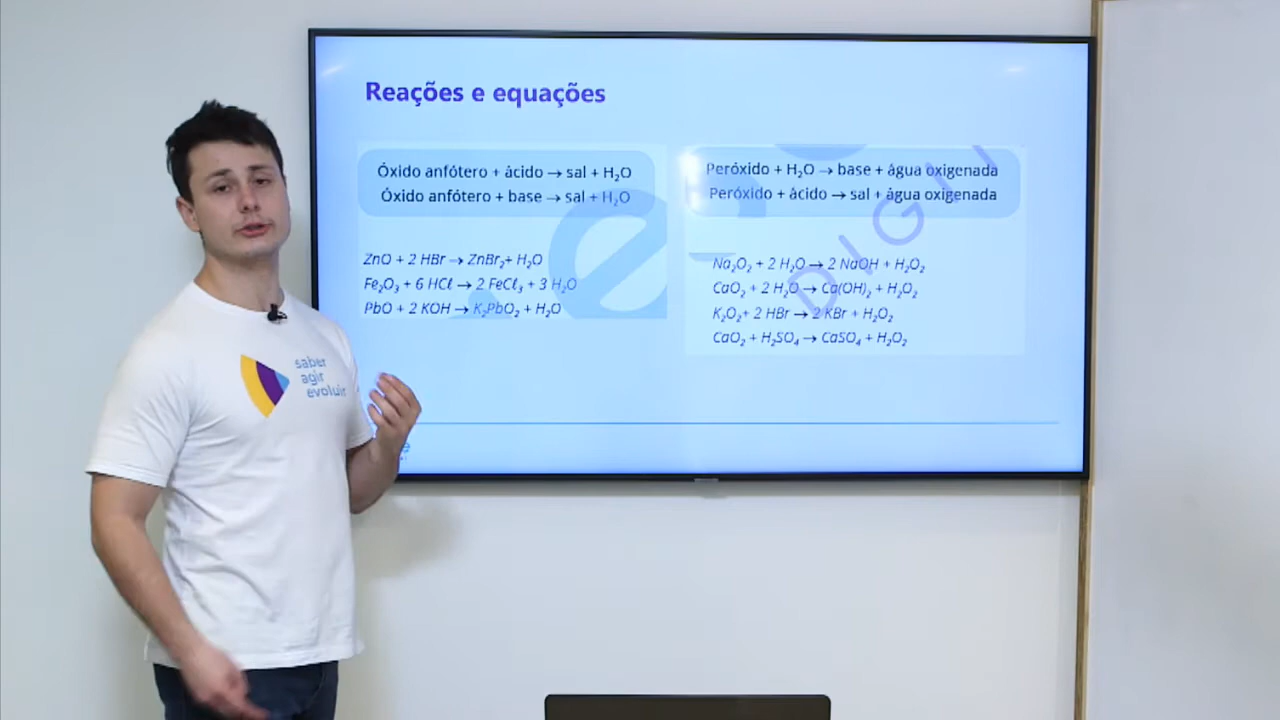 Reações e equações
Óxido anfótero + ácido → sal + H₂O
Óxido anfótero + base → sal + H₂O
ZnO + 2 HBr → ZnBr₂ + H₂O
Fe₂O₃ + 6 HCℓ → 2 FeCℓ₃ + 3 H₂O
PbO + 2 KOH → K₂PbO₂ + H₂O
Peróxido + H₂O → base + água oxigenada
Peróxido + ácido → sal + água oxigenada
Na₂O₂ + 2 H₂O → 2 NaOH + H₂O₂
CaO₂ + 2 H₂O → Ca(OH)₂ + H₂O₂
K₂O₂ + 2 HBr → 2 KBr + H₂O₂
CaO₂ + H₂SO₄ → CaSO₄ + H₂O₂
DIGI
saber
agir
evoluir